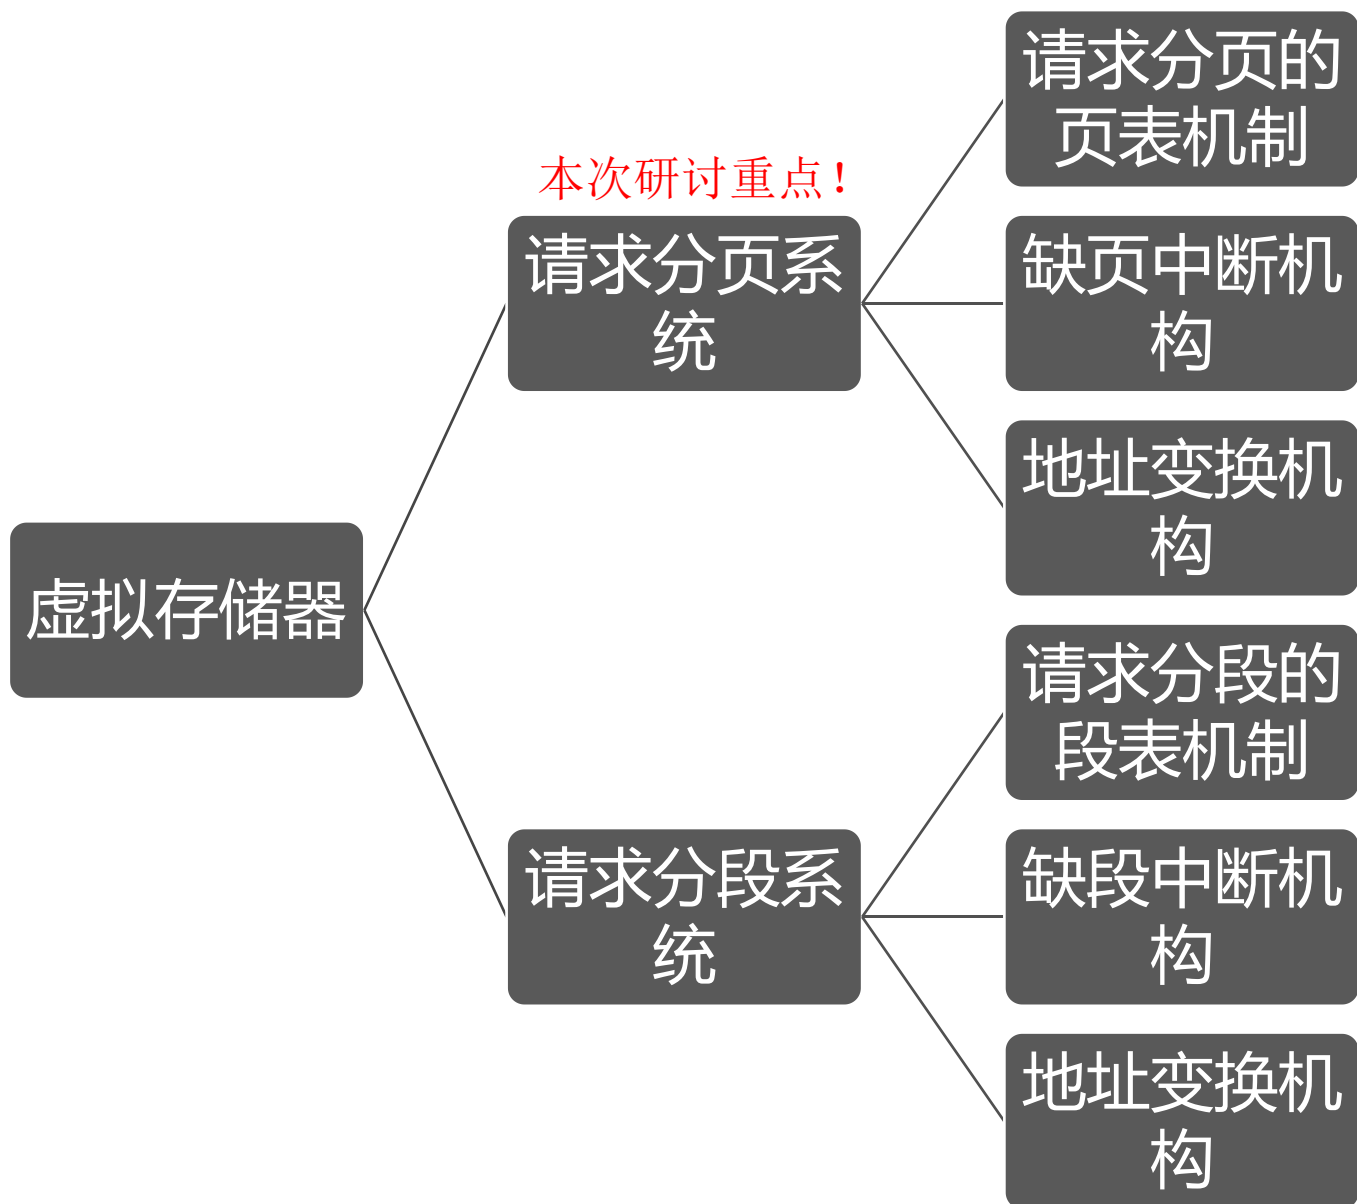 虚拟存储器
本次研讨重点！
请求分页系
统
请求分页的
页表机制
缺页中断机
构
地址变换机
构
请求分段系
统
请求分段的
段表机制
缺段中断机
构
地址变换机
构